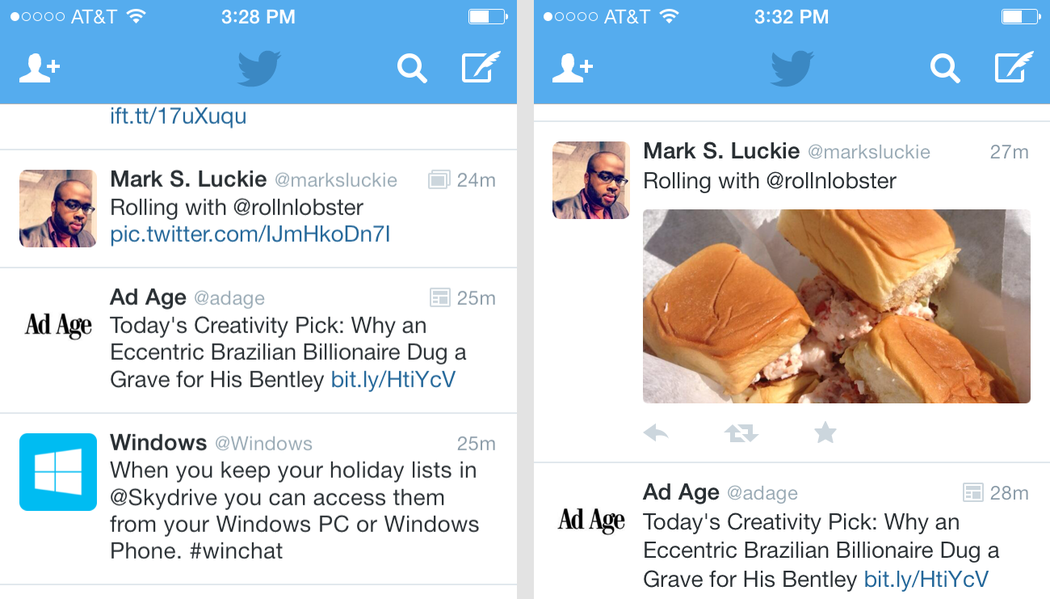 AT&T 3:28 PM
ift.tt/17uXuqu
Mark S. Luckie @marksluckie 24m
Rolling with @rollnlobster
pic.twitter.com/IJmHkoDn7I
Ad Age @adage 25m
Ad Age
Today's Creativity Pick: Why an
Eccentric Brazilian Billionaire Dug a
Grave for His Bentley bit.ly/HtiYcV
Windows @Windows 25m
When you keep your holiday lists in
@Skydrive you can access them
from your Windows PC or Windows
Phone. #winchat
AT&T 3:32 PM
Mark S. Luckie @marksluckie 27m
Rolling with @rollnlobster
Ad Age @adage 28m
Ad Age
Today's Creativity Pick: Why an
Eccentric Brazilian Billionaire Dug a
Grave for His Bentley bit.ly/HtiYcV